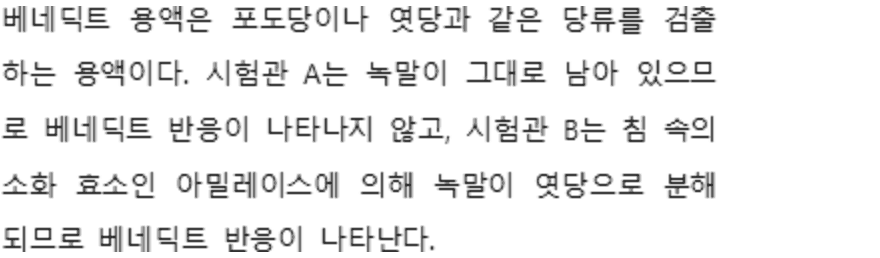 베네딕트 용액은 포도당이나 엿당과 같은 당류를 검출
하는 용액이다. 시험관 A는 녹말이 그대로 남아 있으므
로 베네딕트 반응이 나타나지 않고, 시험관 B는 침 속의
소화 효소인 아밀레이스에 의해 녹말이 엿당으로 분해
되므로 베네딕트 반응이 나타난다.